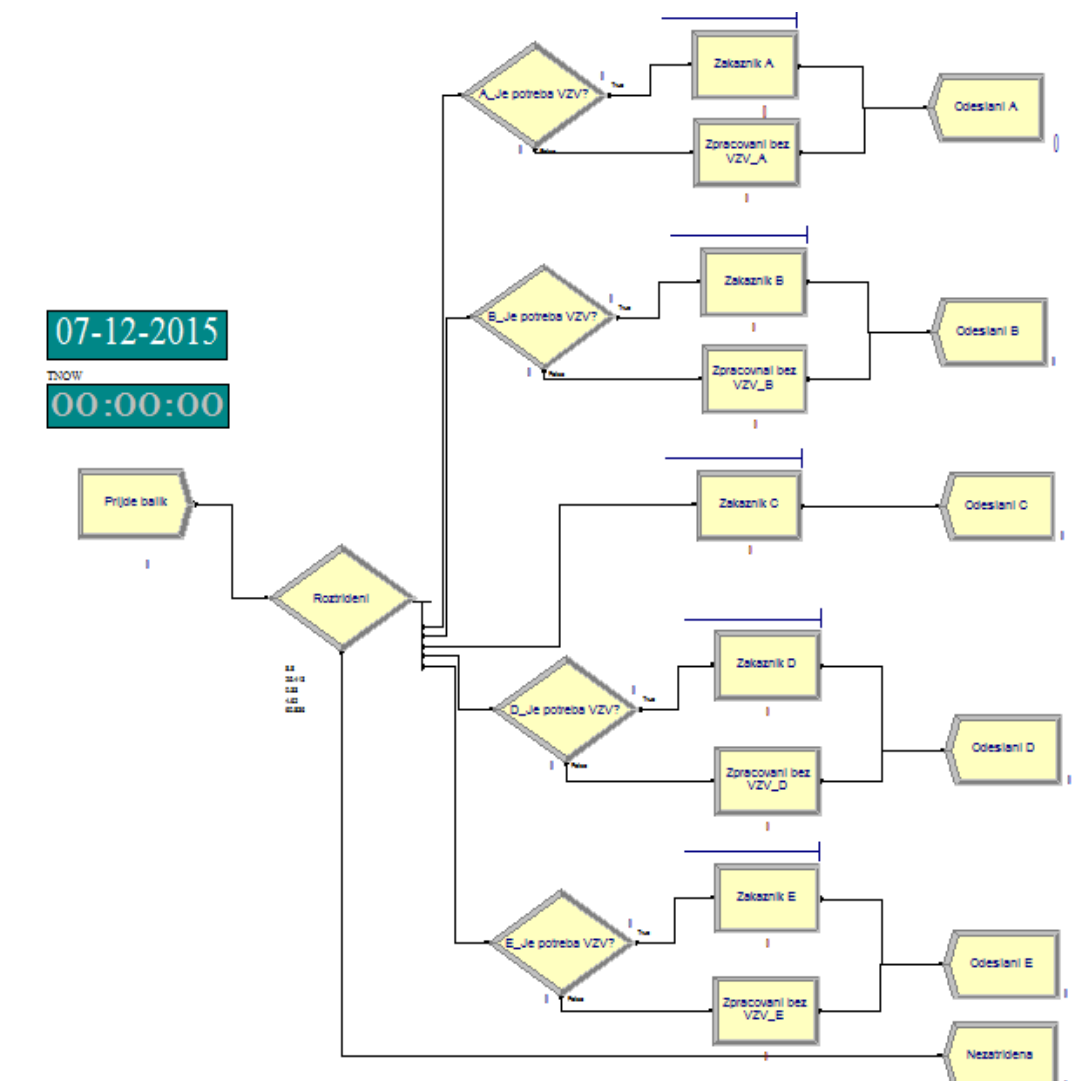 A_Je potreba VZV?
True
False
Zakaznik A
Zpracovani bez
VZV_A
Odeslani A
B_Je potreba VZV?
True
False
Zakaznik B
Zpracovnai bez
VZV_B
Odeslani B
07-12-2015
TNOW
00:00:00
Prijde balik
Roztrideni
Zakaznik C
Odeslani C
D_Je potreba VZV?
True
False
Zakaznik D
Zpracovani bez
VZV_D
Odeslani D
E_Je potreba VZV?
True
False
Zakaznik E
Zpracovani bez
VZV_E
Odeslani E
Nezatridena